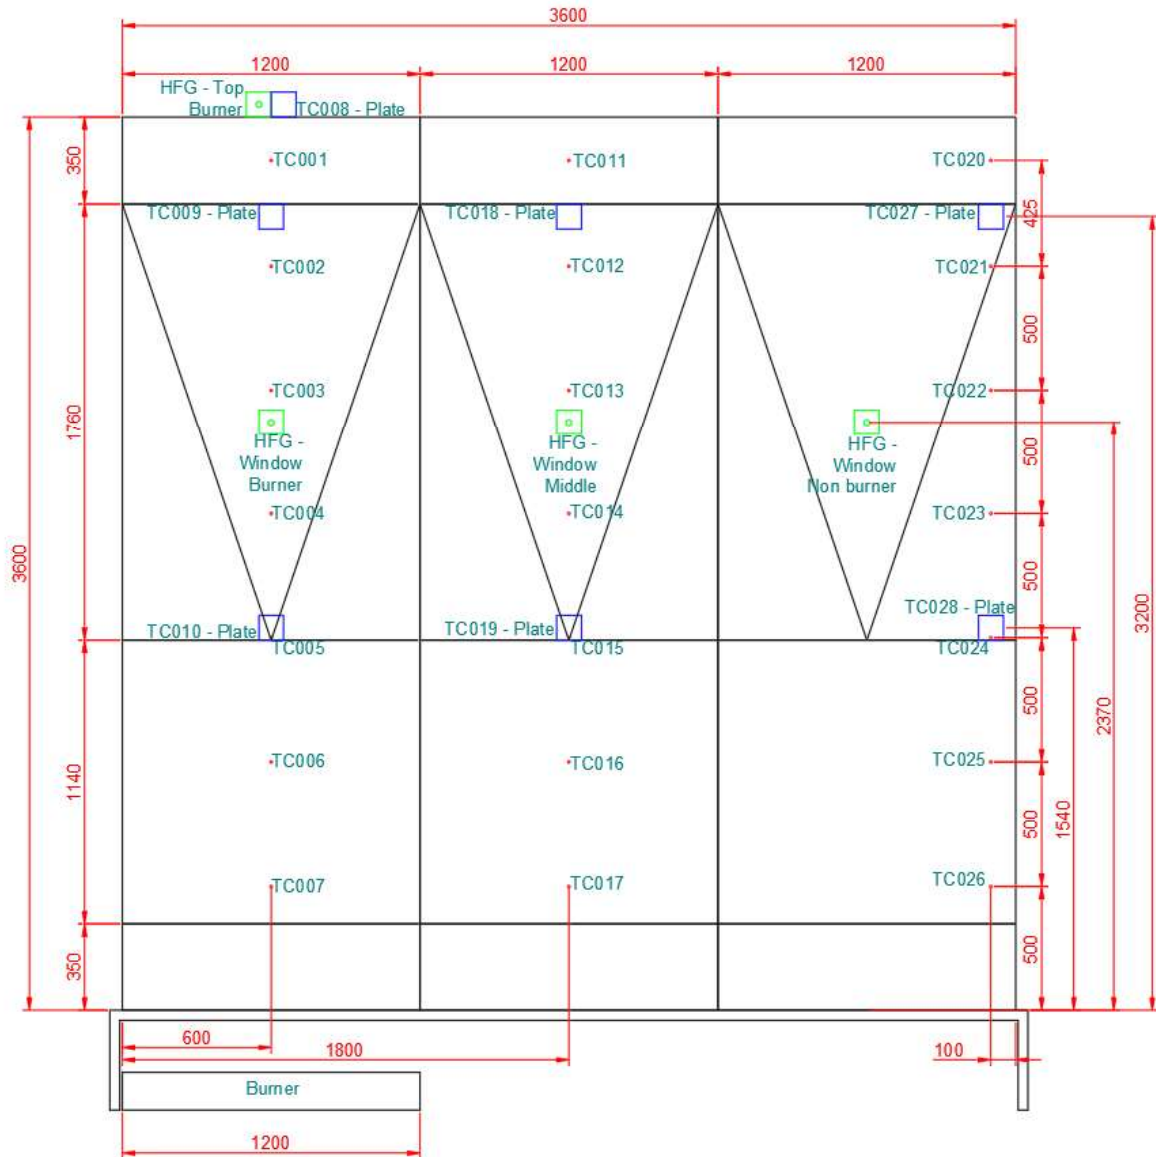 3600
1200 1200 1200
HFG - Top
Burner
TC008 - Plate
350
TC001 TC011 TC020
TC009 - Plate TC018 - Plate TC027 - Plate
425
TC002 TC012 TC021
500
TC003 TC013 TC022
1760
HFG -
Window
Burner
HFG -
Window
Middle
HFG -
Window
Non burner
500
TC004 TC014 TC023
3600
500
3200
TC028 - Plate
TC010 - Plate TC019 - Plate
TC005 TC015 TC024
500
2370
TC006 TC016 TC025
1140
500
1540
TC007 TC017 TC026
350
500
600
1800
100
Burner
1200